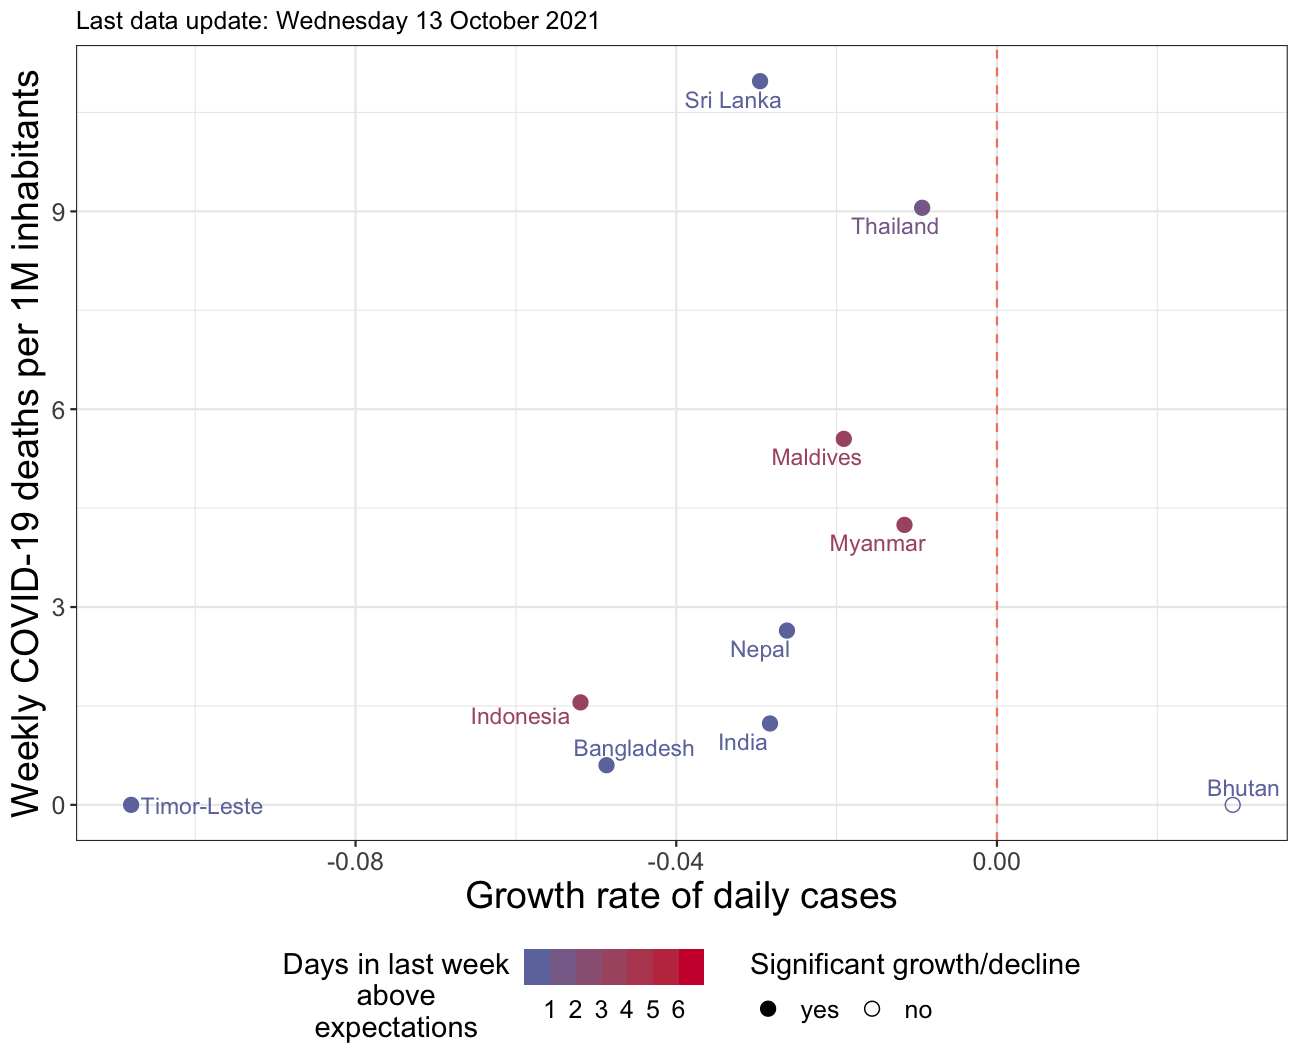 Last data update: Wednesday 13 October 2021
Weekly COVID-19 deaths per 1M inhabitants
9
6
3
0
Sri Lanka
Thailand
Maldives
Myanmar
Nepal
Indonesia
India
Bangladesh
Bhutan
Timor-Leste
-0.08 -0.04 0.00
Growth rate of daily cases
Days in last week
above
expectations
1 2 3 4 5 6
Significant growth/decline
yes no